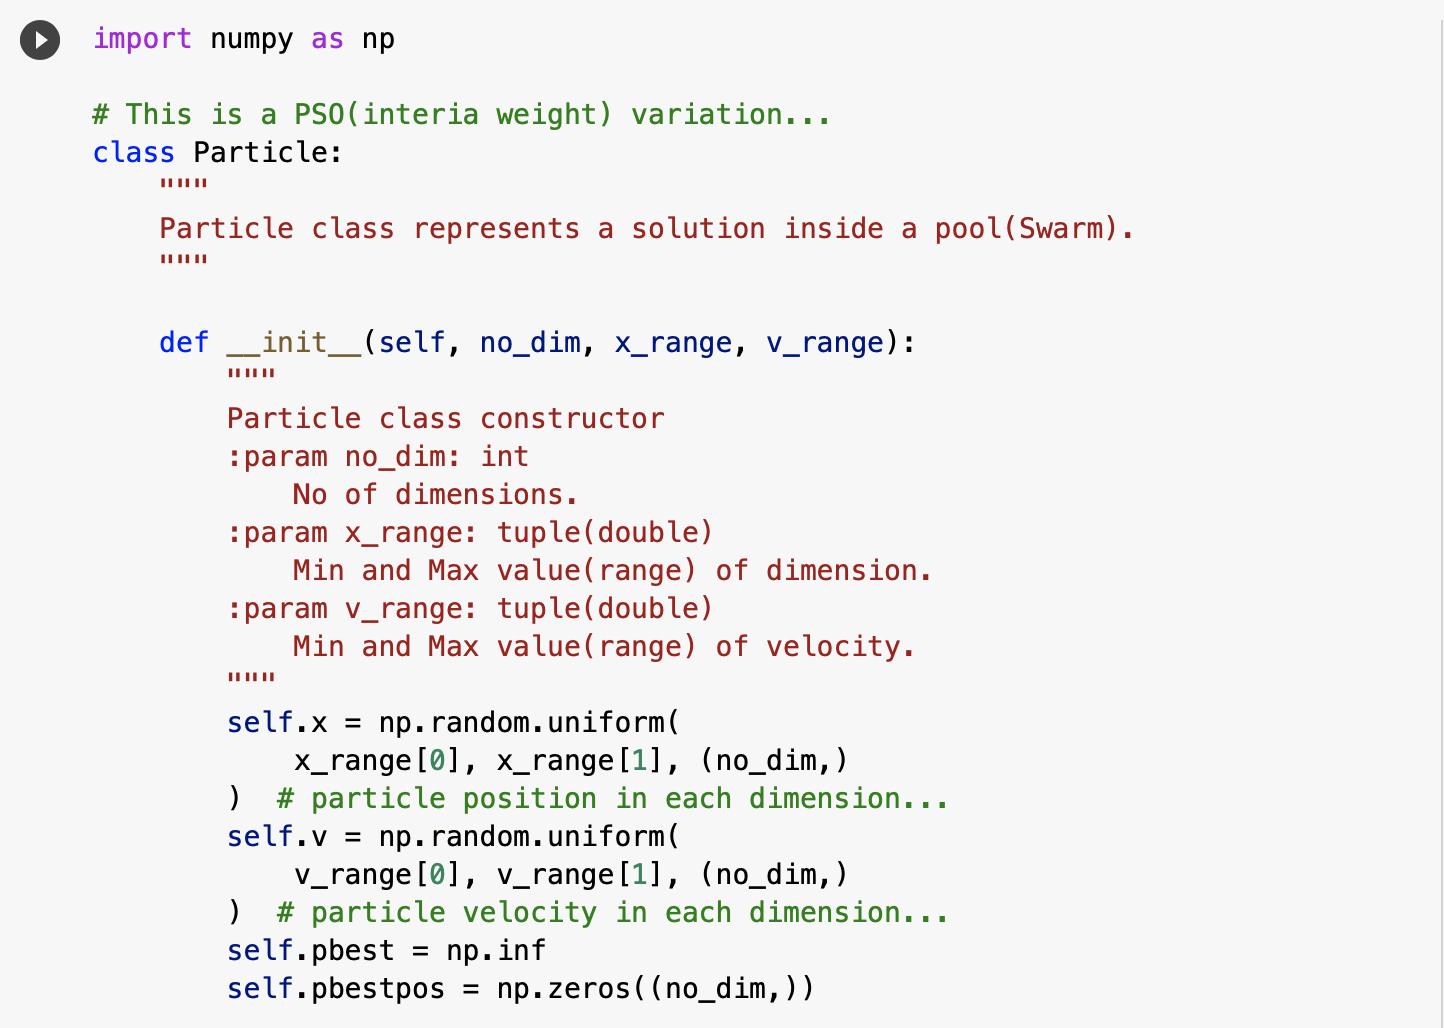 import numpy as np
# This is a PSO(interia weight) variation...
class Particle:
    """
    Particle class represents a solution inside a pool(Swarm).
    """
    def __init__(self, no_dim, x_range, v_range):
        """
        Particle class constructor
        :param no_dim: int
            No of dimensions.
        :param x_range: tuple(double)
            Min and Max value(range) of dimension.
        :param v_range: tuple(double)
            Min and Max value(range) of velocity.
        """
        self.x = np.random.uniform(
            x_range[0], x_range[1], (no_dim,)
        )  # particle position in each dimension...
        self.v = np.random.uniform(
            v_range[0], v_range[1], (no_dim,)
        )  # particle velocity in each dimension...
        self.pbest = np.inf
        self.pbestpos = np.zeros((no_dim,))